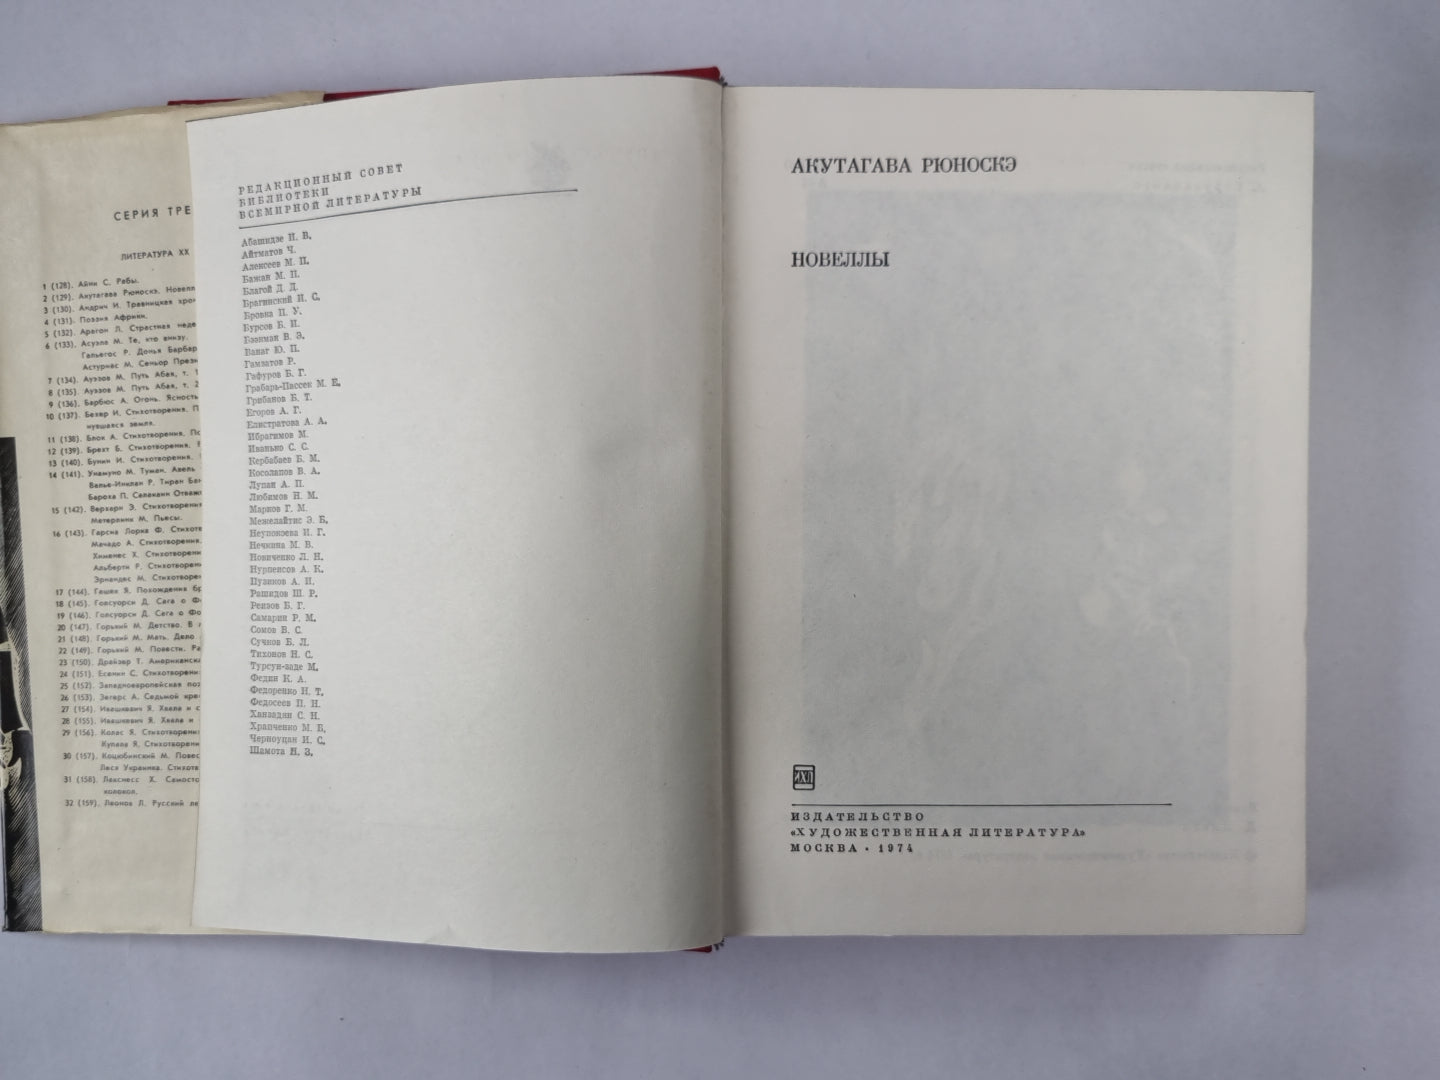 СЕРИЯ ТРЕ
ЛИТЕРАТУРА XX
1 (128). Айни С. Рабы.
2 (129). Акутагава Рюноскэ. Новелл
3 (130). Андрич И. Травницкая хрон
4 (131). Поэзия Африки.
5 (132). Арагон Л. Страстная неде
6 (133). Асуэла М. Те, кто внизу.
Гальегос Р. Донья Барбар
Астуриас М. Сеньор Прези
7 (134). Ауэзов М. Путь Абая, т. 1
8 (135). Ауэзов М. Путь Абая, т. 2
9 (136). Барбюс А. Огонь. Ясность
10 (137). Бехер И. Стихотворения. П
нувшаяся земля.
11 (138). Блок А. Стихотворения. По
12 (139). Брехт Б. Стихотворения.
13 (140). Бунин И. Стихотворения.
14 (141). Унамуно М. Туман. Авель
Валье-Инклан Р. Тиран Бан
Бароха П. Салакаин Отваж
15 (142). Верхарн Э. Стихотворени
Метерлинк М. Пьесы.
16 (143). Гарсиа Лорка Ф. Стихотв
Мачадо А. Стихотворения.
Хименес Х. Стихотворени
Альберти Р. Стихотворени
Эрнандес М. Стихотворен
17 (144). Гашек Я. Похождения бр
18 (145). Голсуорси Д. Сага о Ф
19 (146). Голсуорси Д. Сага о Фо
20 (147). Горький М. Детство. В л
21 (148). Горький М. Мать. Дело
22 (149). Горький М. Повести. Ра
23 (150). Драйзер Т. Американска
24 (151). Есенин С. Стихотворени
25 (152). Западноевропейская поэ
26 (153). Зегерс А. Седьмой кре
27 (154). Ивашкевич Я. Хвала и с
28 (155). Ивашкевич Я. Хвала и
29 (156). Колас Я. Стихотворени
Купала Я. Стихотворени
30 (157). Коцюбинский М. Повес
Леся Украинка. Стихотв
31 (158). Лакснесс Х. Самосто
колокол.
32 (159). Леонов Л. Русский ле
РЕДАКЦИОННЫЙ СОВЕТ
БИБЛИОТЕКИ
ВСЕМИРНОЙ ЛИТЕРАТУРЫ
Абашидзе И. В.
Айтматов Ч.
Алексеев М. П.
Бажан М. П.
Благой Д. Д.
Брагинский И. С.
Бровка П. У.
Бурсов Б. И.
Бээкман В. Э.
Ванаг Ю. П.
Гамзатов Р.
Гафуров Б. Г.
Грабарь-Пассек М. Е.
Грибанов Б. Т.
Егоров А. Г.
Елистратова А. А.
Ибрагимов М.
Иванько С. С.
Кербабаев Б. М.
Косолапов В. А.
Лупан А. П.
Любимов Н. М.
Марков Г. М.
Межелайтис Э. Б.
Неупокоева И. Г.
Нечкина М. В.
Новиченко Л. Н.
Нурпеисов А. К.
Пузиков А. И.
Рашидов Ш. Р.
Реизов Б. Г.
Самарин Р. М.
Сомов В. С.
Сучков Б. Л.
Тихонов Н. С.
Турсун-заде М.
Федин К. А.
Федоренко Н. Т.
Федосеев П. Н.
Ханзадян С. Н.
Храпченко М. Б.
Черноуцан И. С.
Шамота Н. З.
АКУТАГАВА РЮНОСКЭ
НОВЕЛЛЫ
ИХЛ
ИЗДАТЕЛЬСТВО
«ХУДОЖЕСТВЕННАЯ ЛИТЕРАТУРА»
МОСКВА · 1974